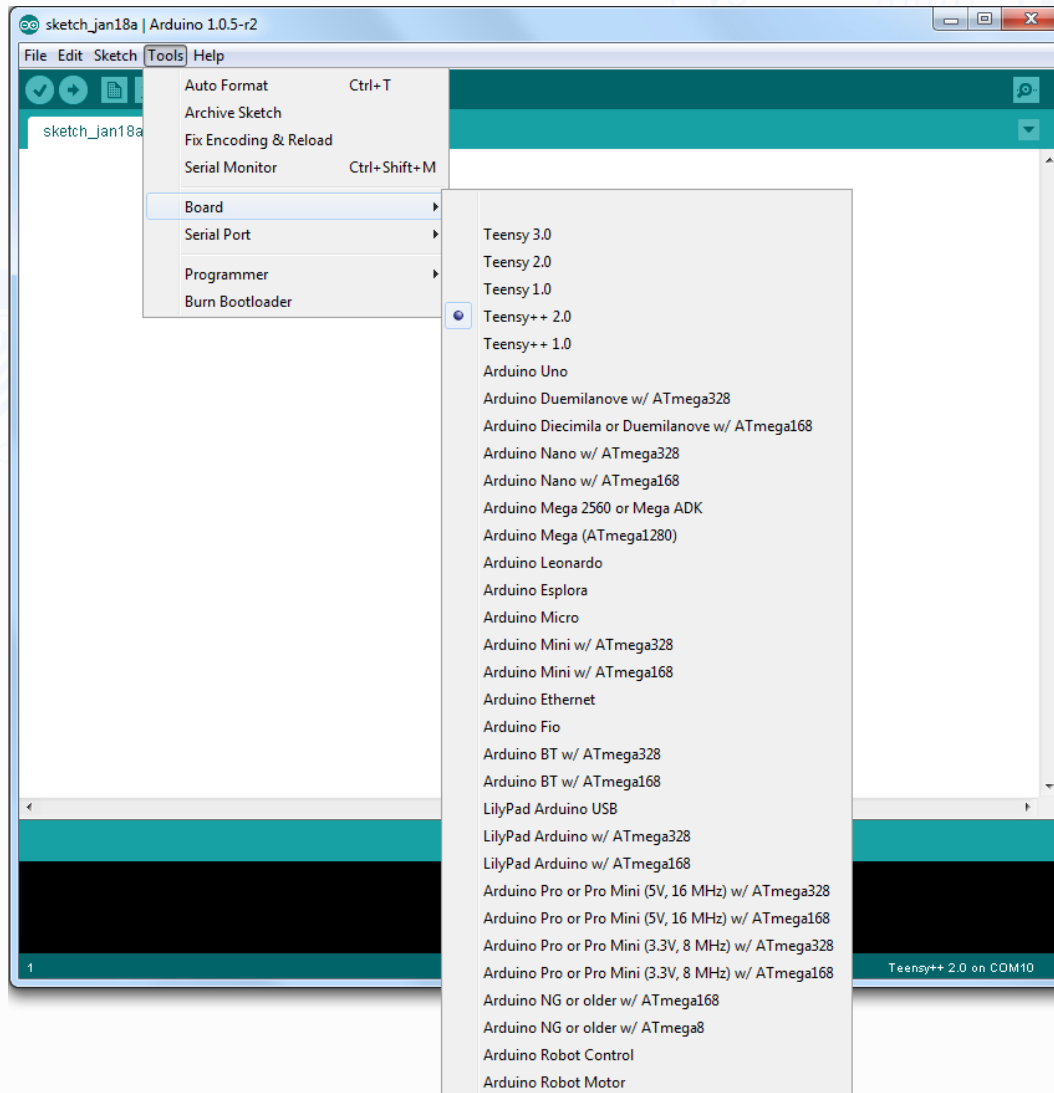 sketch_jan18a | Arduino 1.0.5-r2
File Edit Sketch Tools Help
sketch_jan18a
Auto Format Ctrl+T
Archive Sketch
Fix Encoding & Reload
Serial Monitor Ctrl+Shift+M
Board
Serial Port
Programmer
Burn Bootloader
Teensy 3.0
Teensy 2.0
Teensy 1.0
Teensy++ 2.0
Teensy++ 1.0
Arduino Uno
Arduino Duemilanove w/ ATmega328
Arduino Diecimila or Duemilanove w/ ATmega168
Arduino Nano w/ ATmega328
Arduino Nano w/ ATmega168
Arduino Mega 2560 or Mega ADK
Arduino Mega (ATmega1280)
Arduino Leonardo
Arduino Esplora
Arduino Micro
Arduino Mini w/ ATmega328
Arduino Mini w/ ATmega168
Arduino Ethernet
Arduino Fio
Arduino BT w/ ATmega328
Arduino BT w/ ATmega168
LilyPad Arduino USB
LilyPad Arduino w/ ATmega328
LilyPad Arduino w/ ATmega168
Arduino Pro or Pro Mini (5V, 16 MHz) w/ ATmega328
Arduino Pro or Pro Mini (5V, 16 MHz) w/ ATmega168
Arduino Pro or Pro Mini (3.3V, 8 MHz) w/ ATmega328
Arduino Pro or Pro Mini (3.3V, 8 MHz) w/ ATmega168
Arduino NG or older w/ ATmega168
Arduino NG or older w/ ATmega8
Arduino Robot Control
Arduino Robot Motor
1
Teensy++ 2.0 on COM10